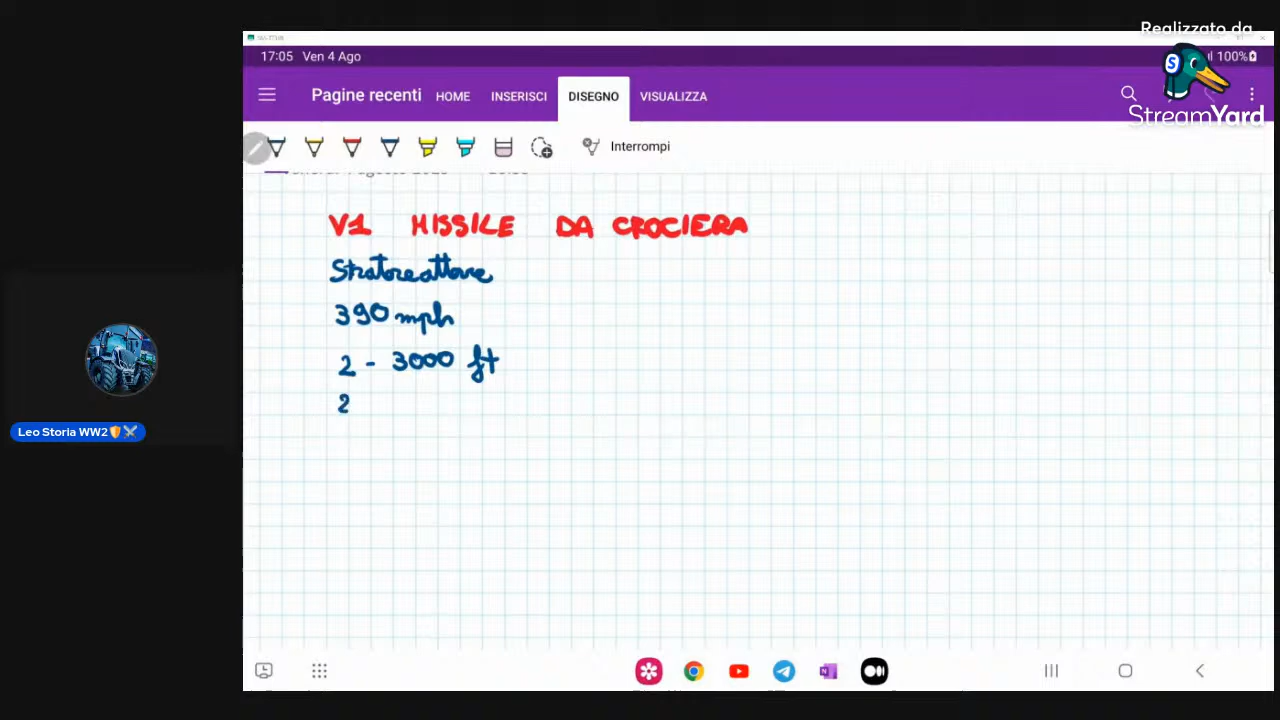 Realizzato da
StreamYard
17:05 Ven 4 Ago
100%
Pagine recenti HOME INSERISCI DISEGNO VISUALIZZA
Interrompi
V1 MISSILE DA CROCIERA
Statoreattore
390 mph
2 - 3000 ft
2
Leo Storia WW2